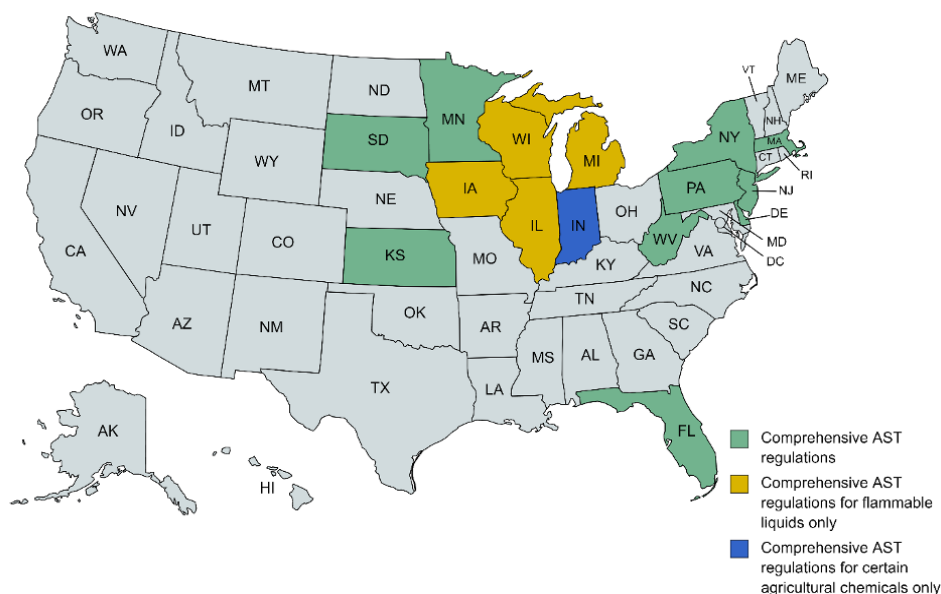 WA
MT
ND
MN
OR
ID
SD
WI
MI
WY
VT
ME
NH
NY
MA
CT
RI
IA
NE
PA
NJ
NV
UT
CO
IL
IN
OH
DE
CA
KS
MO
WV
MD
VA
DC
KY
NC
TN
AZ
NM
OK
AR
SC
MS
AL
GA
TX
LA
FL
AK
HI
Comprehensive AST
regulations
Comprehensive AST
regulations for flammable
liquids only
Comprehensive AST
regulations for certain
agricultural chemicals only